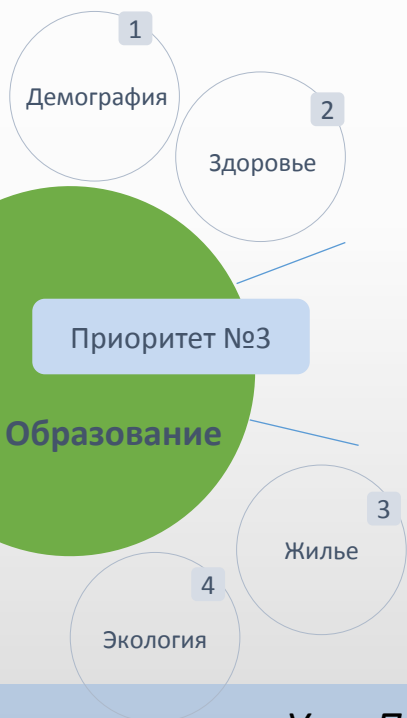 1
Демография
2
Здоровье
Приоритет №3
Образование
3
Жилье
4
Экология